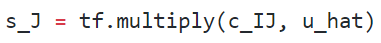 s_J = tf.multiply(c_IJ, u_hat)